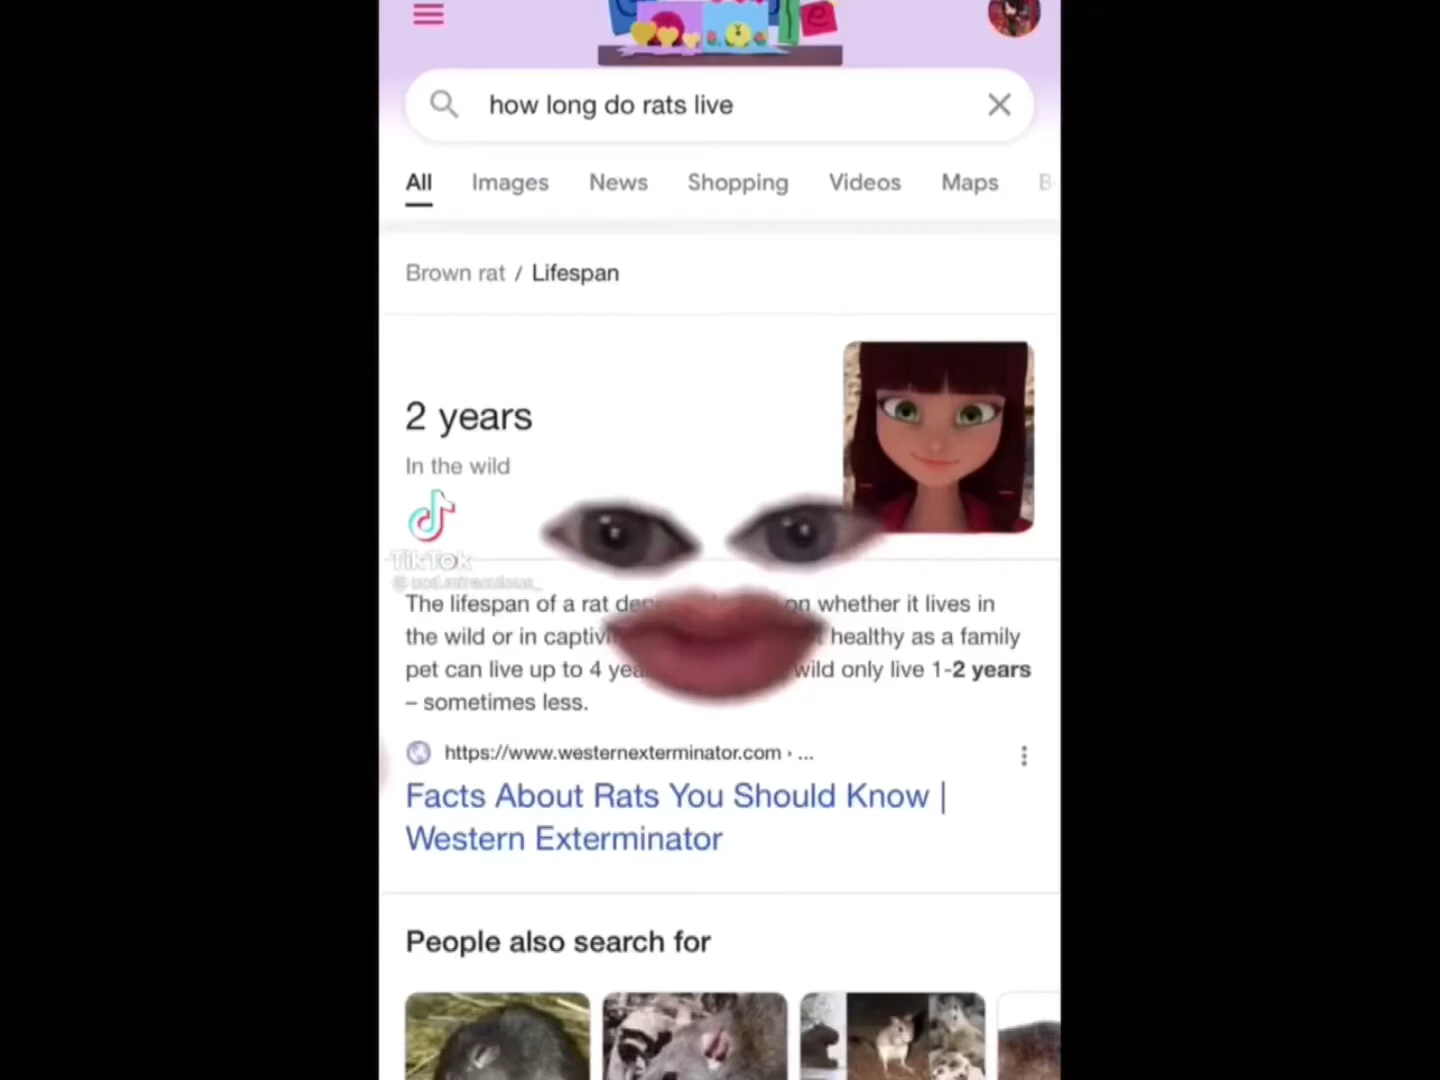 how long do rats live
All Images News Shopping Videos Maps B
Brown rat / Lifespan
2 years
In the wild
TikTok
The lifespan of a rat on whether it lives in
the wild or in healthy as a family
pet can live up to 4 wild only live 1-2 years
– sometimes less.
https://www.westernexterminator.com › ...
Facts About Rats You Should Know |
Western Exterminator
People also search for